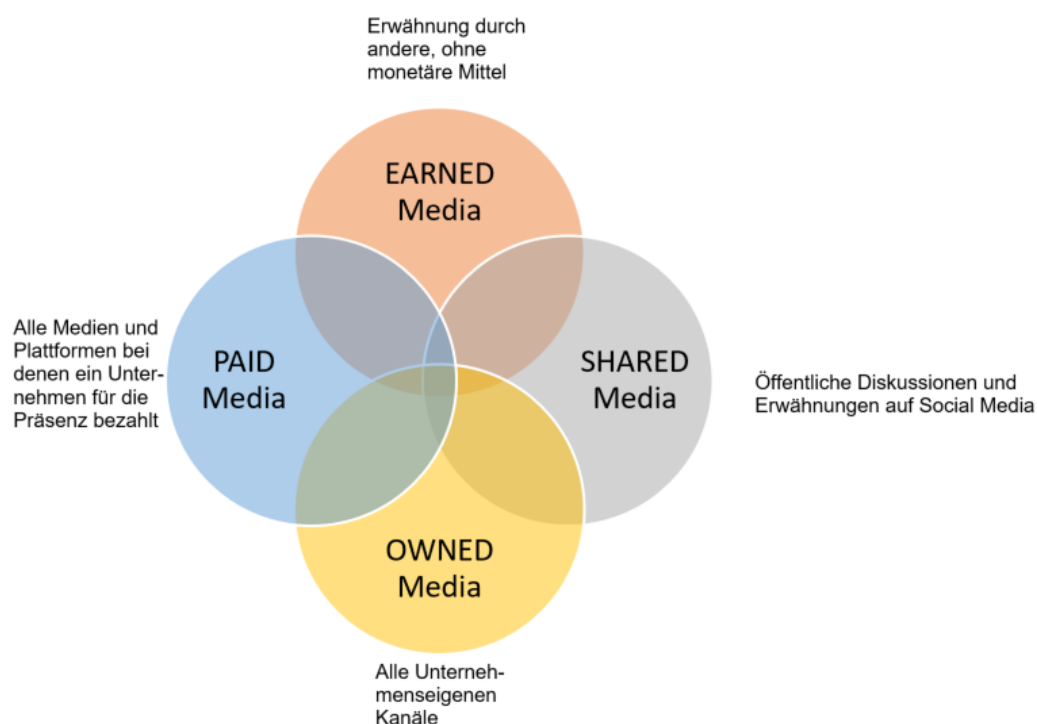 Erwähnung durch
andere, ohne
monetäre Mittel
EARNED
Media
Alle Medien und
Plattformen bei
denen ein Unter-
nehmen für die
Präsenz bezahlt
PAID
Media
SHARED
Media
Öffentliche Diskussionen und
Erwähnungen auf Social Media
OWNED
Media
Alle Unterneh-
menseigenen
Kanäle